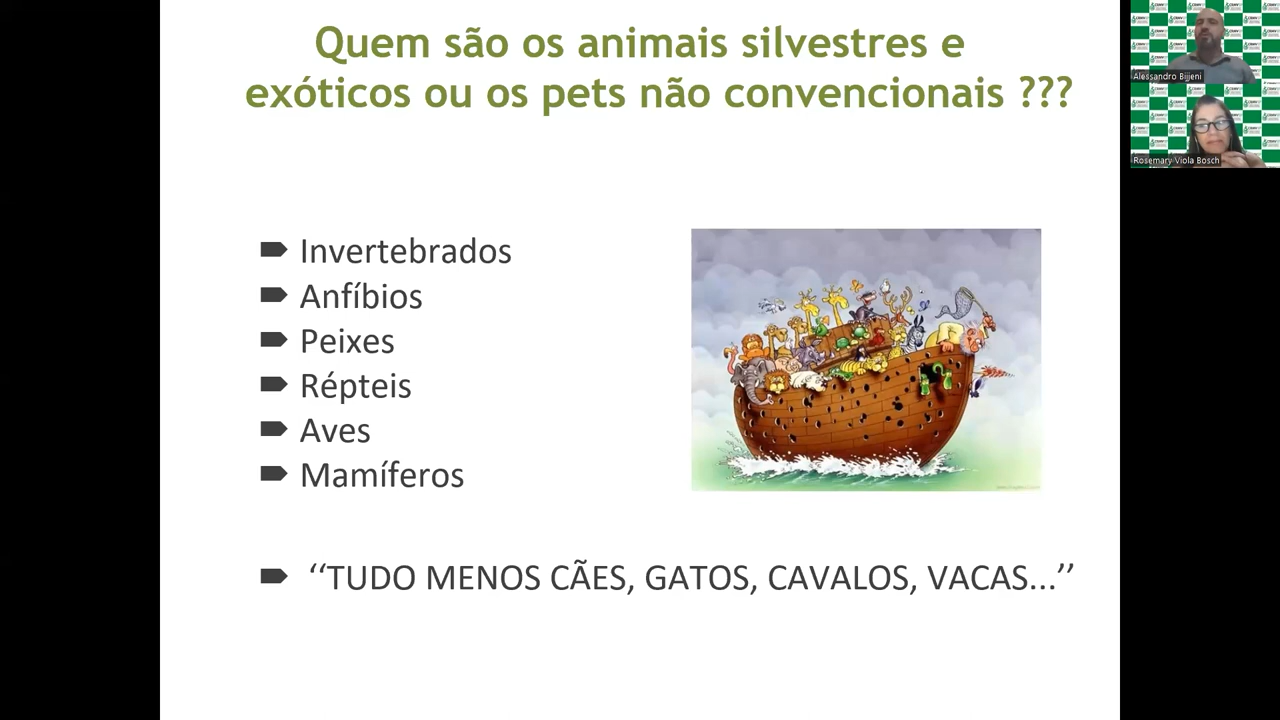 Quem são os animais silvestres e
exóticos ou os pets não convencionais ???
Invertebrados
Anfíbios
Peixes
Répteis
Aves
Mamíferos
‘‘TUDO MENOS CÃES, GATOS, CAVALOS, VACAS...’’
Alessandro Bijjeni
Rosemary Viola Bosch